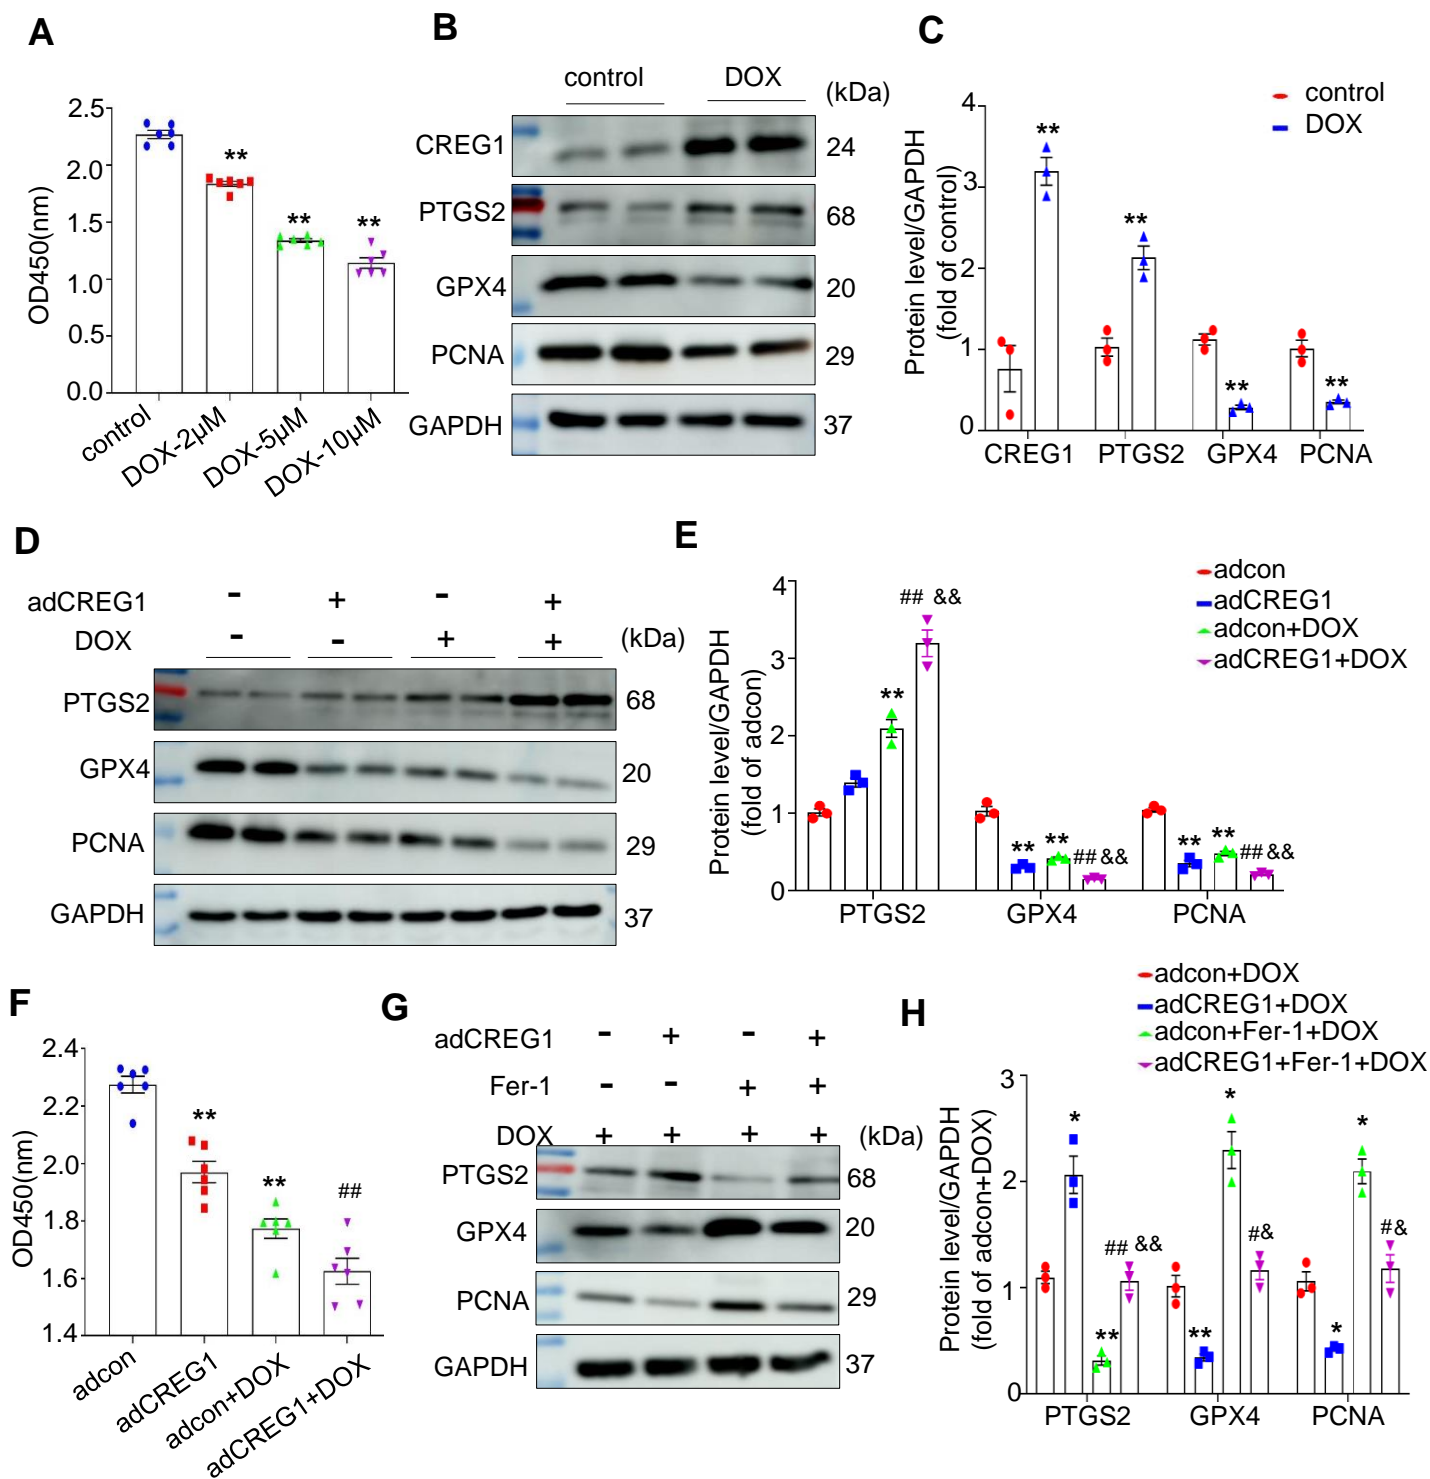 A
2.5
2.0
1.5
1.0
0.5
0.0
OD450(nm)
**
**
**
control
DOX-2μM
DOX-5μM
DOX-10μM
B
control
DOX
(kDa)
CREG1
24
PTGS2
68
GPX4
20
PCNA
29
GAPDH
37
C
control
DOX
Protein level/GAPDH
(fold of control)
4
3
2
1
0
**
**
**
**
CREG1
PTGS2
GPX4
PCNA
D
adCREG1 - + - +
DOX - - + +
(kDa)
PTGS2
68
GPX4
20
PCNA
29
GAPDH
37
E
adcon
adCREG1
adcon+DOX
adCREG1+DOX
Protein level/GAPDH
(fold of adcon)
4
3
2
1
0
**
## &&
**
**
## &&
**
**
## &&
PTGS2
GPX4
PCNA
F
2.4
2.2
2.0
1.8
1.6
1.4
OD450(nm)
**
**
##
adcon
adCREG1
adcon+DOX
adCREG1+DOX
G
adCREG1 - + - +
Fer-1 - - + +
DOX + + + +
(kDa)
PTGS2
68
GPX4
20
PCNA
29
GAPDH
37
H
adcon+DOX
adCREG1+DOX
adcon+Fer-1+DOX
adCREG1+Fer-1+DOX
Protein level/GAPDH
(fold of adcon+DOX)
3
2
1
0
*
**
## &&
**
*
#&
*
*
#&
PTGS2
GPX4
PCNA